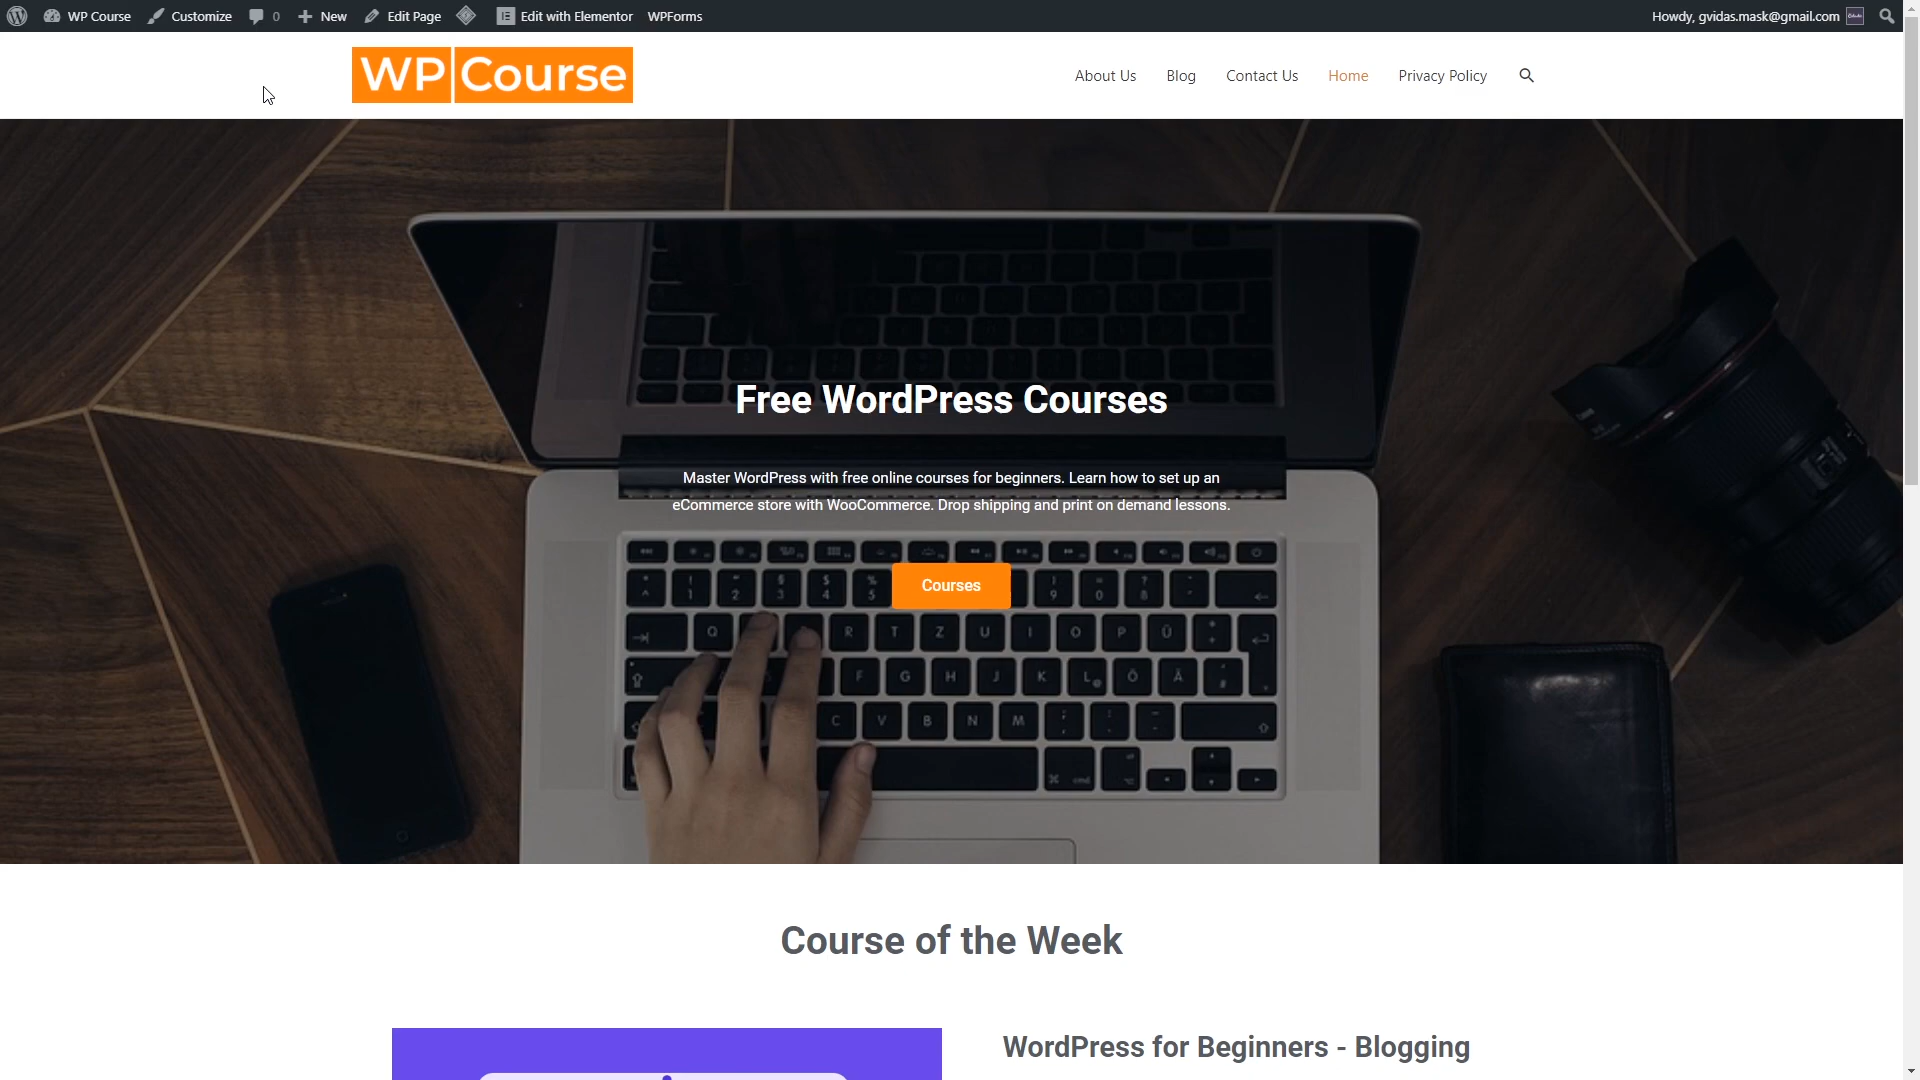 WP Course
Customize
0
New
Edit Page
Edit with Elementor
WPForms
Howdy, gvidas.mask@gmail.com
WP Course
About Us
Blog
Contact Us
Home
Privacy Policy
Free WordPress Courses
Master WordPress with free online courses for beginners. Learn how to set up an
eCommerce store with WooCommerce. Drop shipping and print on demand lessons.
Courses
Course of the Week
WordPress for Beginners - Blogging